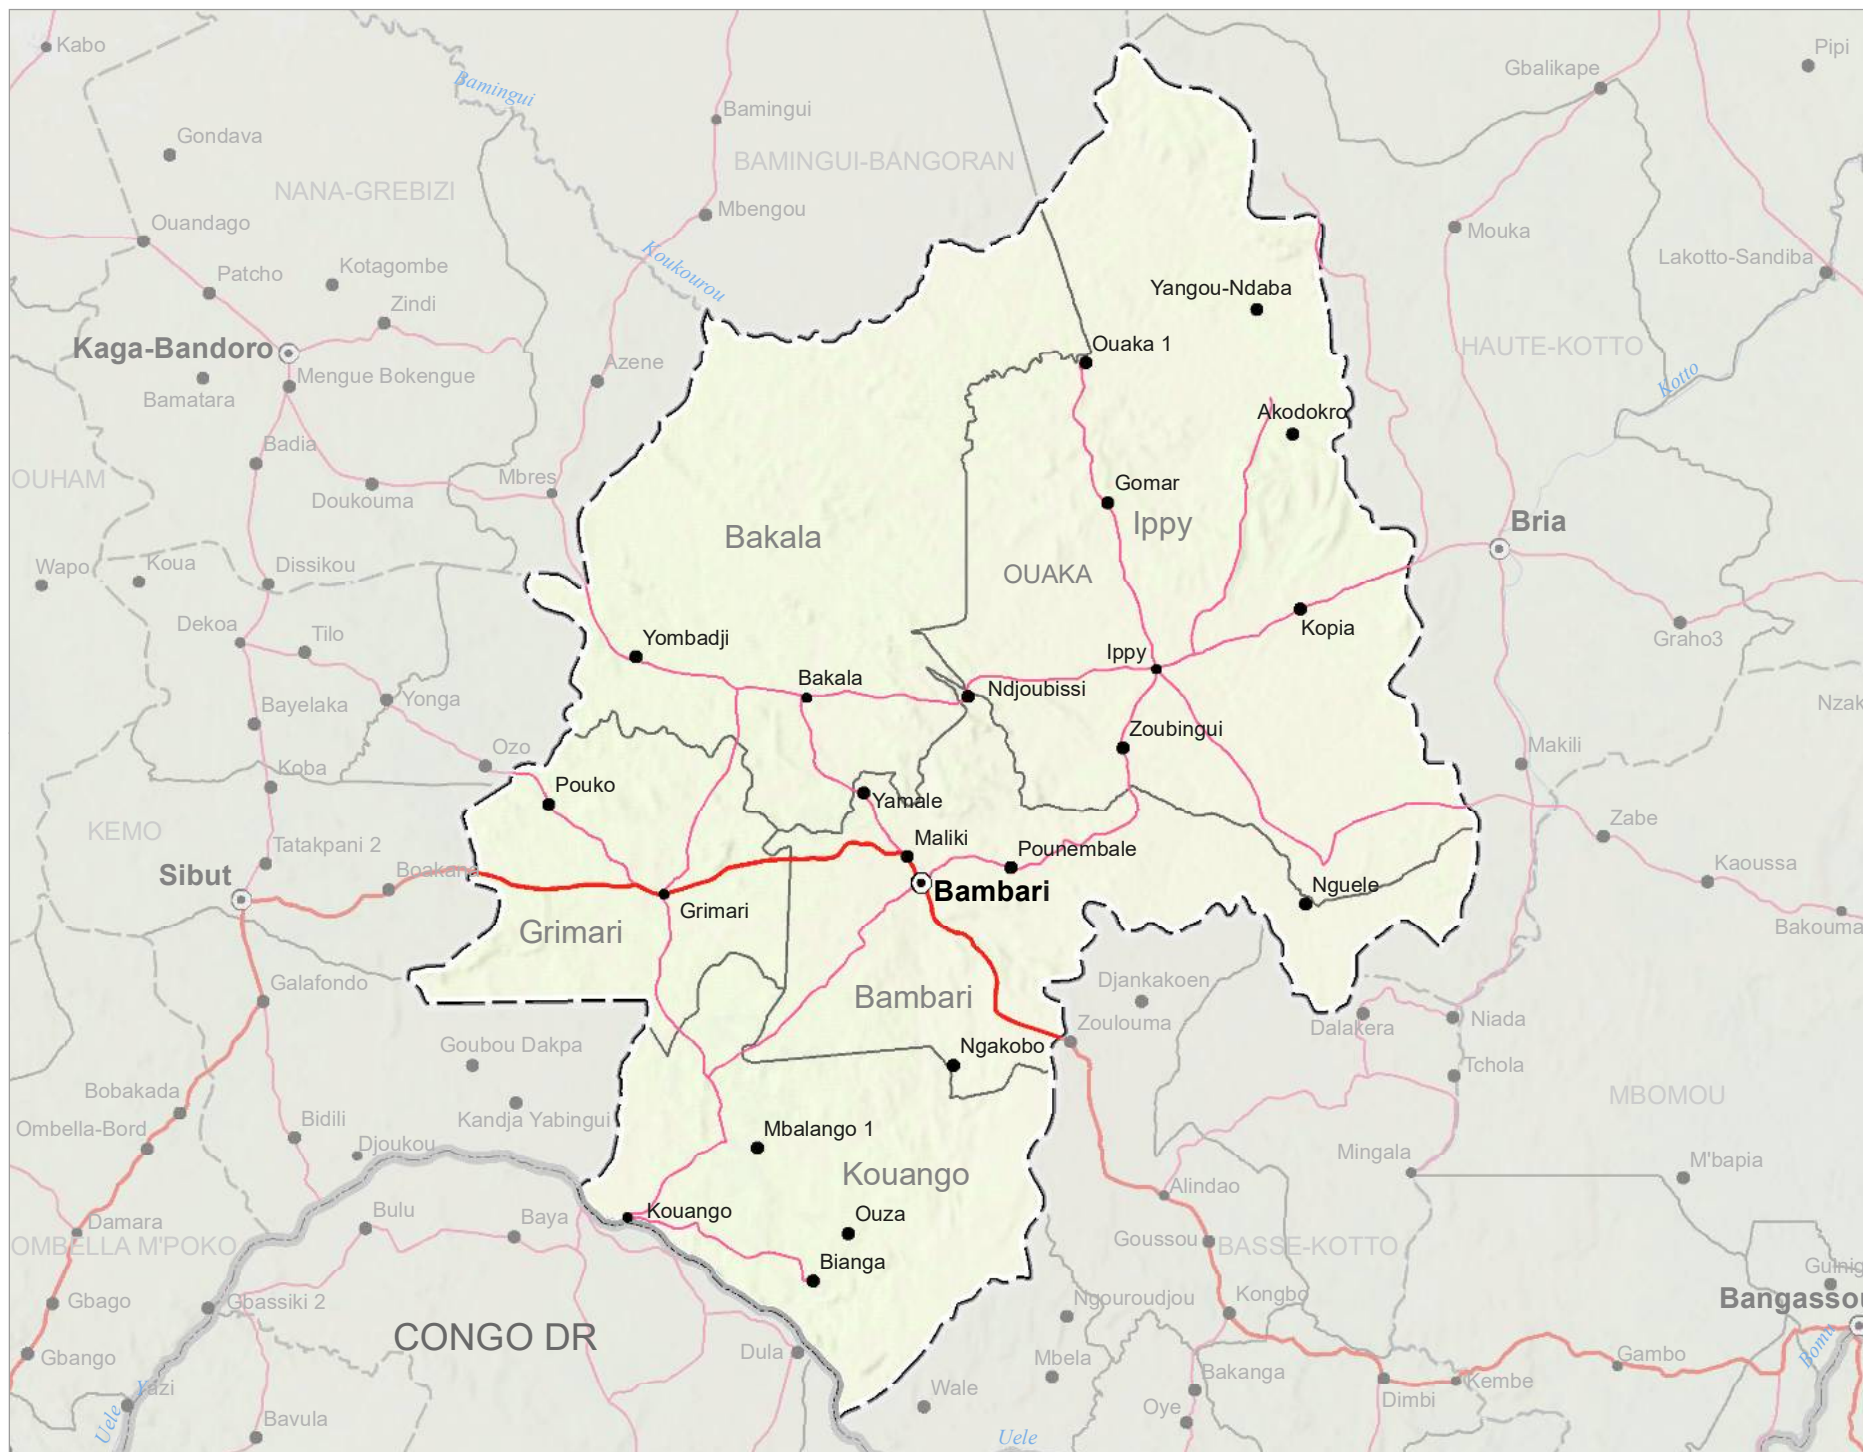 Kabo
Pipi
Gbalikape
Bamingui
Bamingui
Gondava
BAMINGUI-BANGORAN
NANA-GREBIZI
Mbengou
Ouandago
Mouka
Koukourou
Lakotto-Sandiba
Kotagombe
Patcho
Yangou-Ndaba
Zindi
Kaga-Bandoro
Ouaka 1
HAUTE-KOTTO
Azene
Mengue Bokengue
Kotto
Bamatara
Akodokro
Badia
OUHAM
Mbres
Doukouma
Gomar
Ippy
Bria
Bakala
Wapo
Koua
Dissikou
OUAKA
Dekoa
Tilo
Yombadji
Kopia
Graho3
Ippy
Bakala
Ndjoubissi
Yonga
Bayelaka
Nzak
Zoubingui
Ozo
Makili
Koba
Pouko
Yamale
KEMO
Zabe
Tatakpani 2
Maliki
Pounembale
Boakana
Kaoussa
Sibut
Bambari
Nguele
Grimari
Grimari
Bakouma
Galafondo
Djankakoen
Bambari
Zoulouma
Dalakera
Niada
Goubou Dakpa
Ngakobo
Tchola
Bobakada
MBOMOU
Kandja Yabingui
Ombella-Bord
Bidili
Mbalango 1
Djoukou
Mingala
M'bapia
Kouango
Alindao
Bulu
Baya
Kouango
Ouza
Damara
OMBELLA M'POKO
Goussou
BASSE-KOTTO
Bianga
Guinig
Gbago
Gbassiki 2
Ngouroudjou
Kongbo
Bangassou
CONGO DR
Gbango
Dula
Mbela
Gambo
Bomu
Yazi
Wale
Bakanga
Kembe
Dimbi
Oye
Uele
Bavula
Uele